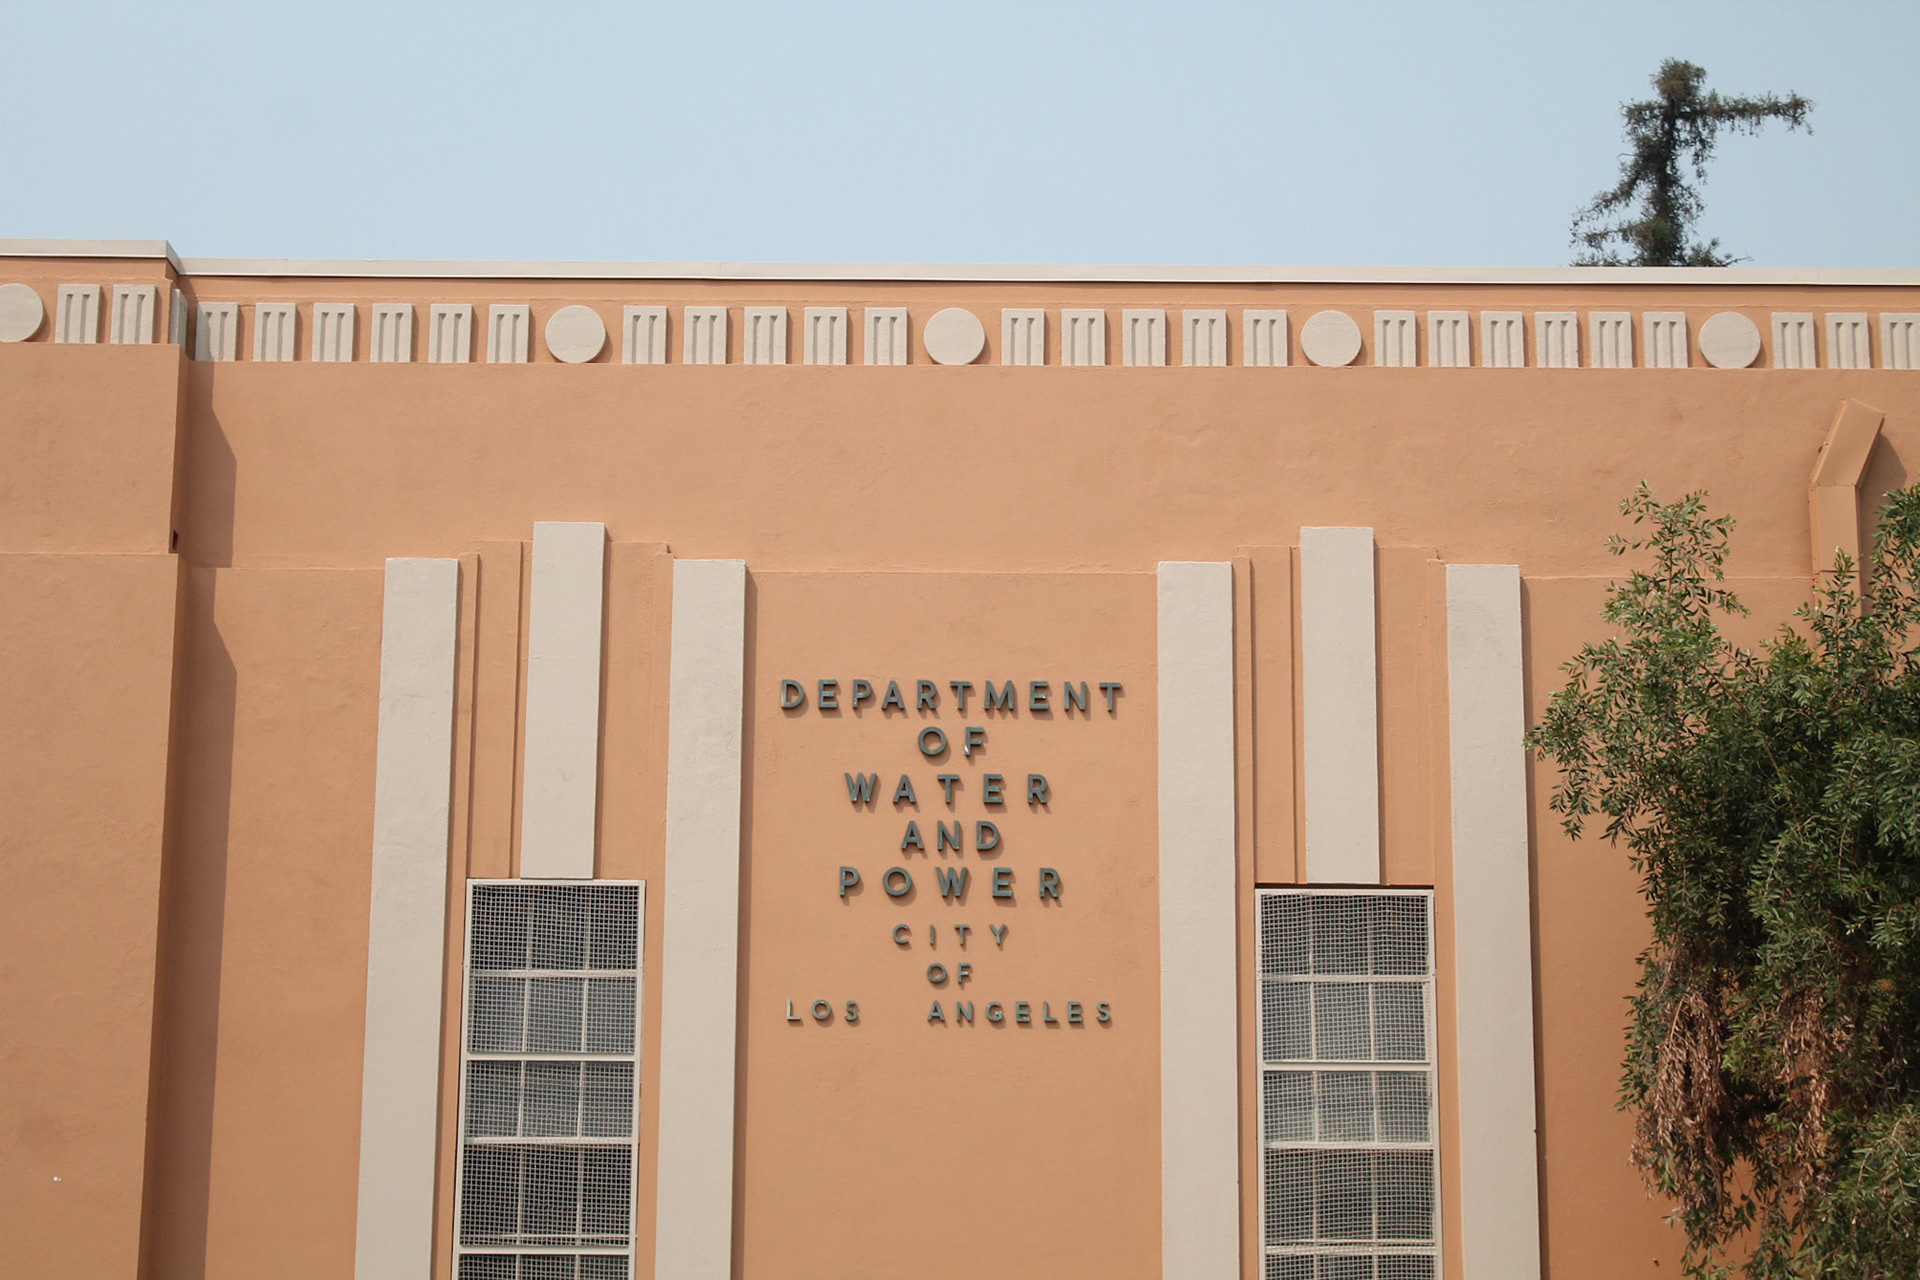 DEPARTMENT
OF
WATER
AND
POWER
CITY
OF
LOS ANGELES